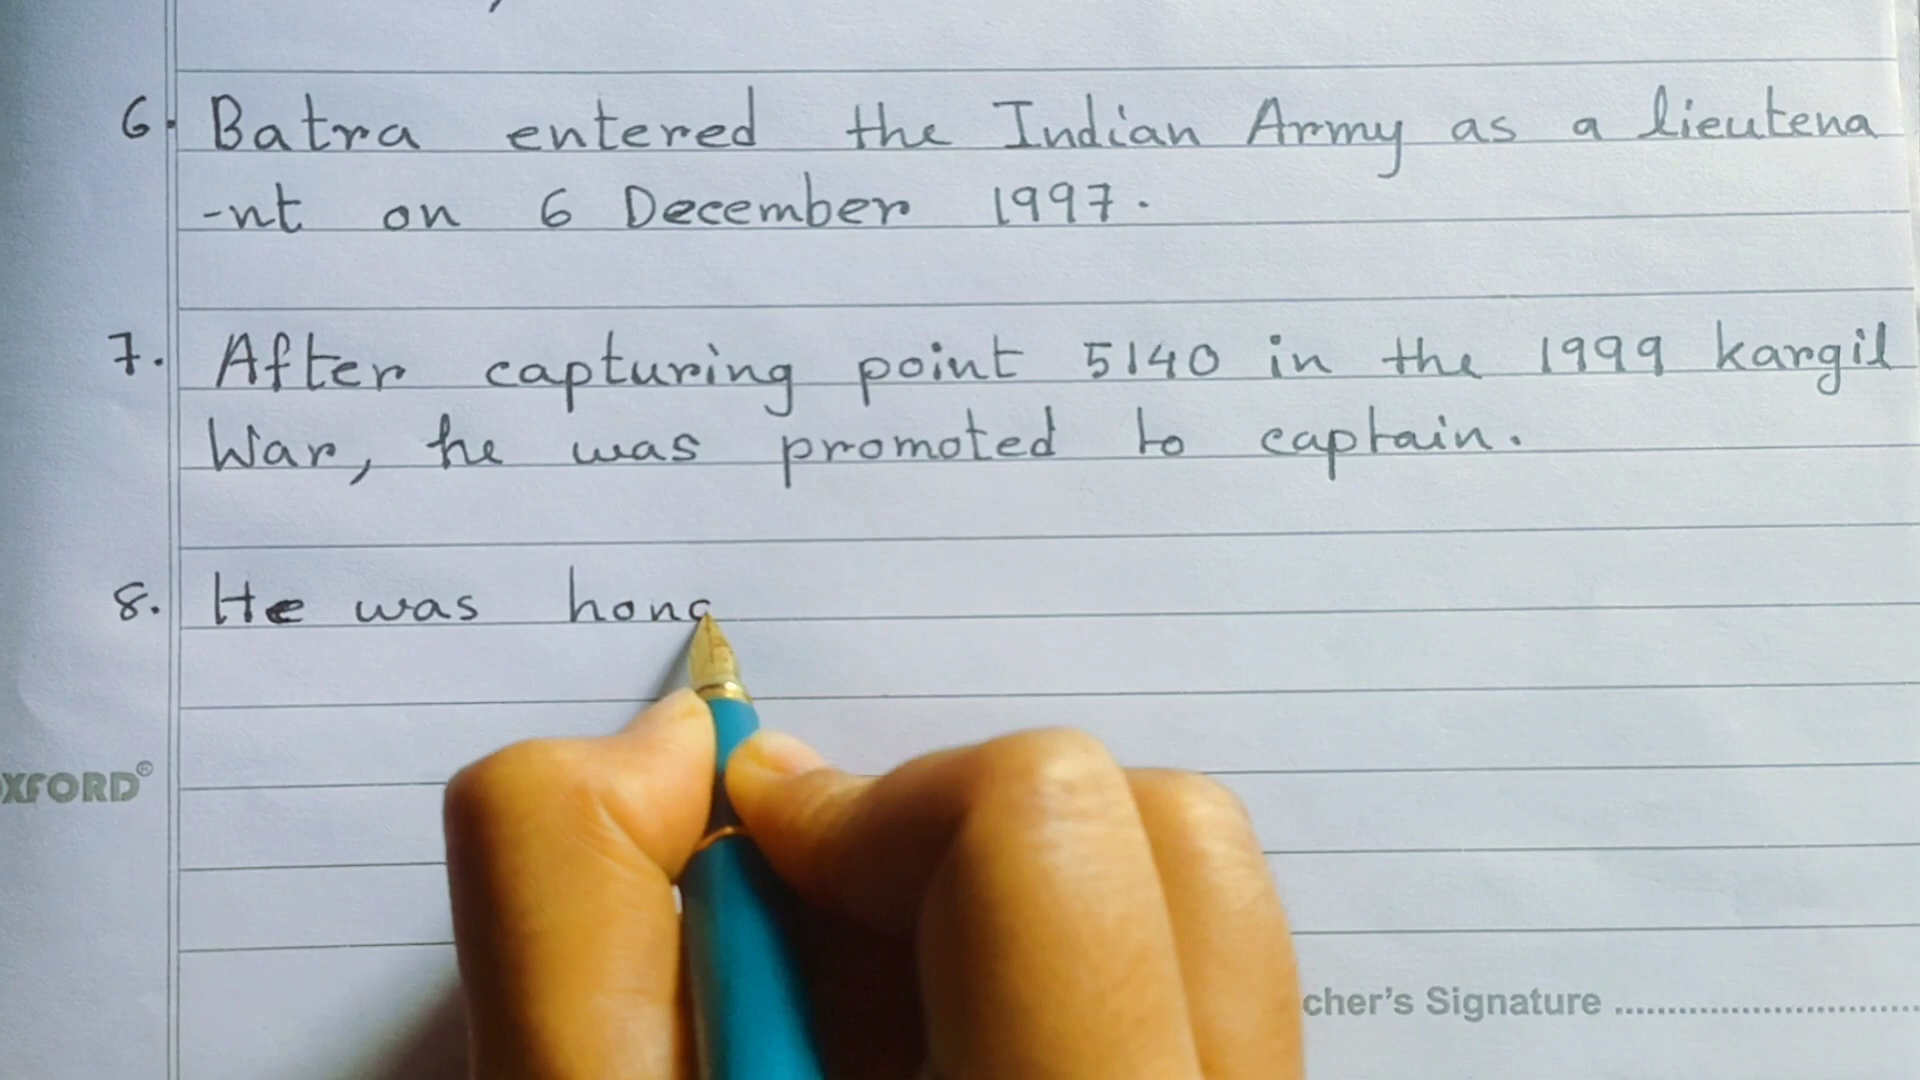 6. Batra entered the Indian Army as a lieutena
-nt on 6 December 1997.
7. After capturing point 5140 in the 1999 kargil
War, he was promoted to captain.
8. He was hono
XFORD®
cher's Signature ....................